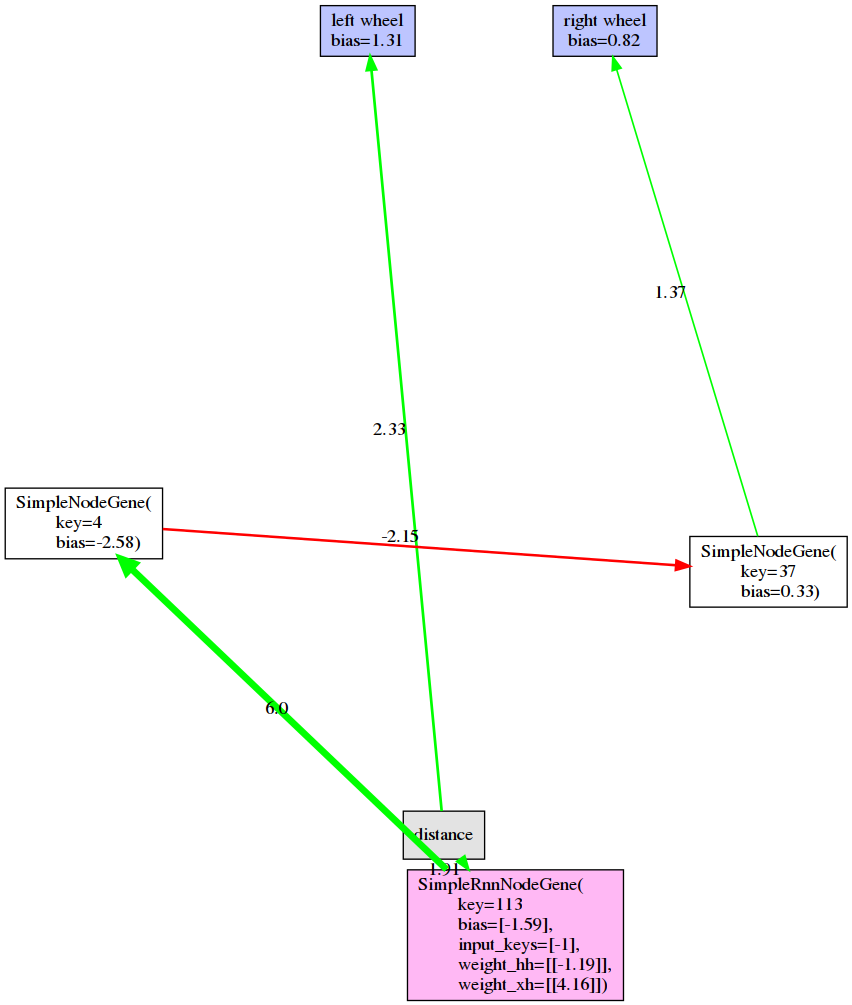 left wheel
bias=1.31
right wheel
bias=0.82
1.37
2.33
SimpleNodeGene(
key=4
bias=-2.58)
-2.15
SimpleNodeGene(
key=37
bias=0.33)
6.0
distance
1.91
SimpleRnnNodeGene(
key=113
bias=[-1.59],
input_keys=[-1],
weight_hh=[[-1.19]],
weight_xh=[[4.16]])